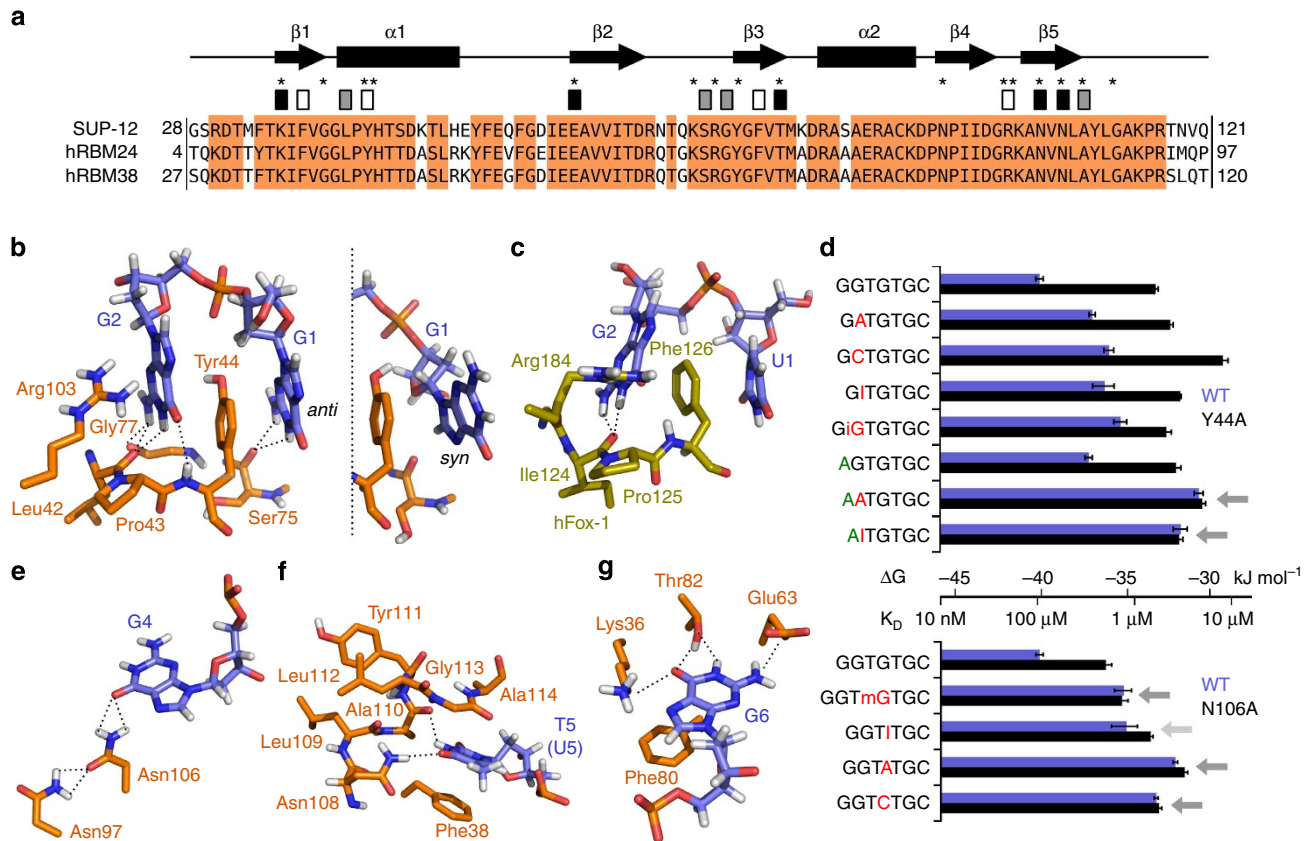 a
β1 α1 β2 β3 α2 β4 β5
* * ** * * * * * * ** * * * *
SUP-12 28 GSRDTMFTKIFVGGLPYHTSDKTLHEYFEQFGDIEEAVVITDRNTQKSRGYGFVTMKDRASAERACKDPNPIIDGRKANVNLAYLGAKPRTNVQ 121
hRBM24 4 TQKDTTYTKIFVGGLPYHTTDASLRKYFEVFGEIEEAVVITDRQTGKSRGYGFVTMADRAAAERACKDPNPIIDGRKANVNLAYLGAKPRIMQP 97
hRBM38 27 SQKDTTFTKIFVGGLPYHTTDASLRKYFEGFGDIEEAVVITDRQTGKSRGYGFVTMADRAAAERACKDPNPIIDGRKANVNLAYLGAKPRSLQT 120
b
G2
G1
Tyr44
Arg103
anti
Gly77
Leu42
Pro43
Ser75
G1
syn
c
G2
Phe126
Arg184
U1
Ile124
Pro125
hFox-1
d
GGTGTGC
GATGTGC
GCTGTGC
GITGTGC
GiGTGTGC
AGTGTGC
AATGTGC
AITGTGC
WT
Y44A
ΔG −45 −40 −35 −30 kJ mol−1
KD 10 nM 100 μM 1 μM 10 μM
GGTGTGC
GGTmGTGC
GGTITGC
GGTATGC
GGTCTGC
WT
N106A
e
G4
Asn106
Asn97
f
Tyr111
Leu112
Gly113
Ala114
Ala110
Leu109
T5
(U5)
Asn108
Phe38
g
Thr82
Glu63
Lys36
G6
Phe80